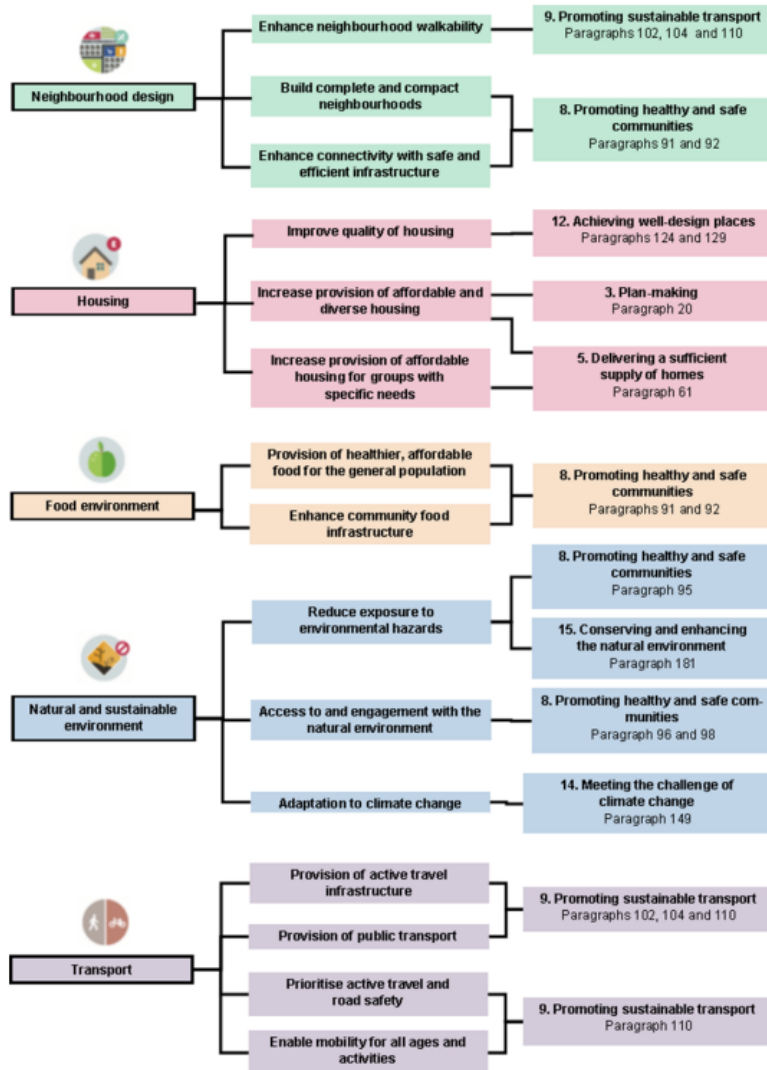 Enhance neighbourhood walkability
9. Promoting sustainable transport
Paragraphs 102, 104 and 110
Neighbourhood design
Build complete and compact
neighbourhoods
8. Promoting healthy and safe
communities
Paragraphs 91 and 92
Enhance connectivity with safe and
efficient infrastructure
Improve quality of housing
12. Achieving well-design places
Paragraphs 124 and 129
Housing
Increase provision of affordable and
diverse housing
3. Plan-making
Paragraph 20
Increase provision of affordable
housing for groups with
specific needs
5. Delivering a sufficient
supply of homes
Paragraph 61
Provision of healthier, affordable
food for the general population
Food environment
8. Promoting healthy and safe
communities
Paragraphs 91 and 92
Enhance community food
infrastructure
Reduce exposure to
environmental hazards
8. Promoting healthy and safe
communities
Paragraph 95
15. Conserving and enhancing
the natural environment
Paragraph 181
Natural and sustainable
environment
Access to and engagement with the
natural environment
8. Promoting healthy and safe com-
munities
Paragraph 96 and 98
Adaptation to climate change
14. Meeting the challenge of
climate change
Paragraph 149
Provision of active travel
infrastructure
9. Promoting sustainable transport
Paragraphs 102, 104 and 110
Provision of public transport
Transport
Prioritise active travel and
road safety
9. Promoting sustainable transport
Paragraph 110
Enable mobility for all ages and
activities